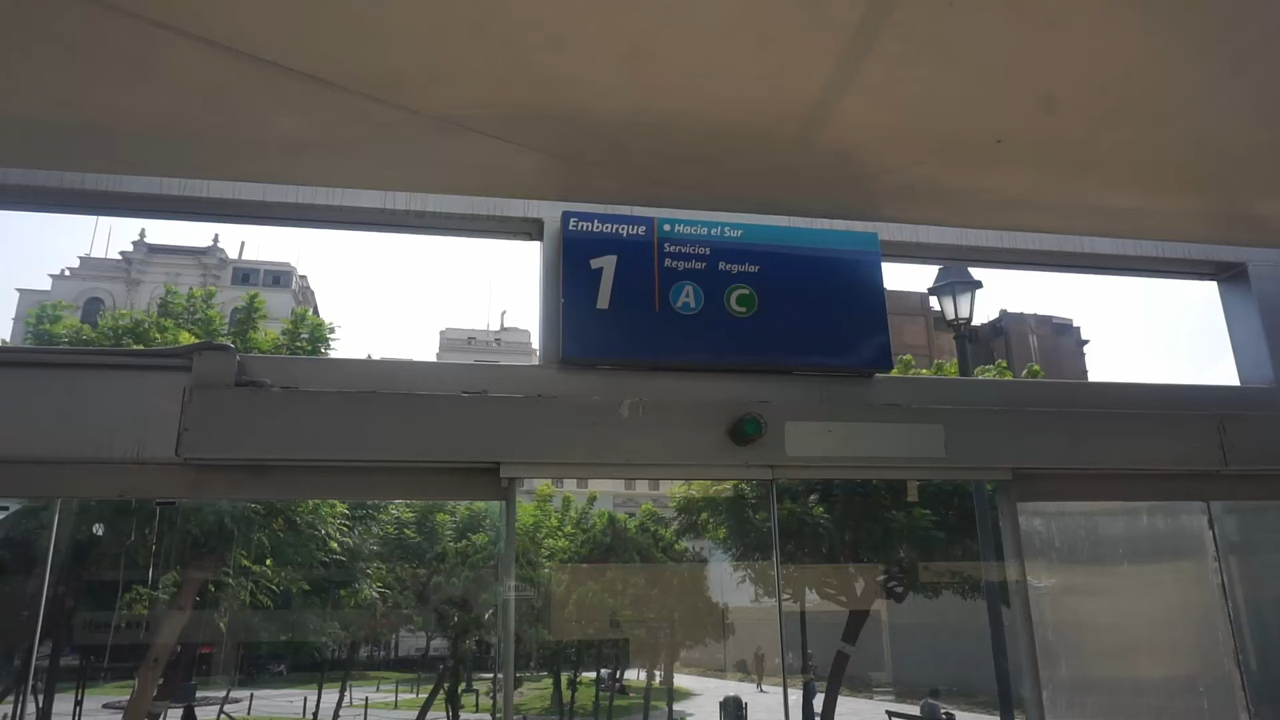 Embarque
1
Hacia el Sur
Servicios
Regular Regular
A C